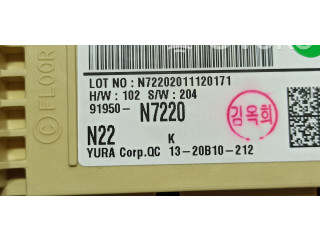 LOT NO : N72202011120171
H/W : 102 S/W : 204
91950- N7220
N22 K
YURA Corp.QC 13-20B10-212
김옥희
C FLOOR